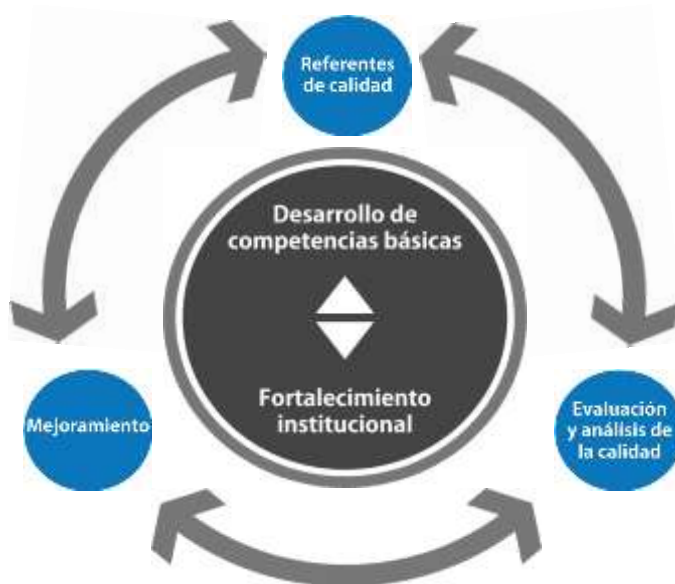 Referentes
de calidad
Desarrollo de
competencias básicas
Fortalecimiento
institucional
Mejoramiento
Evaluación
y análisis de
la calidad